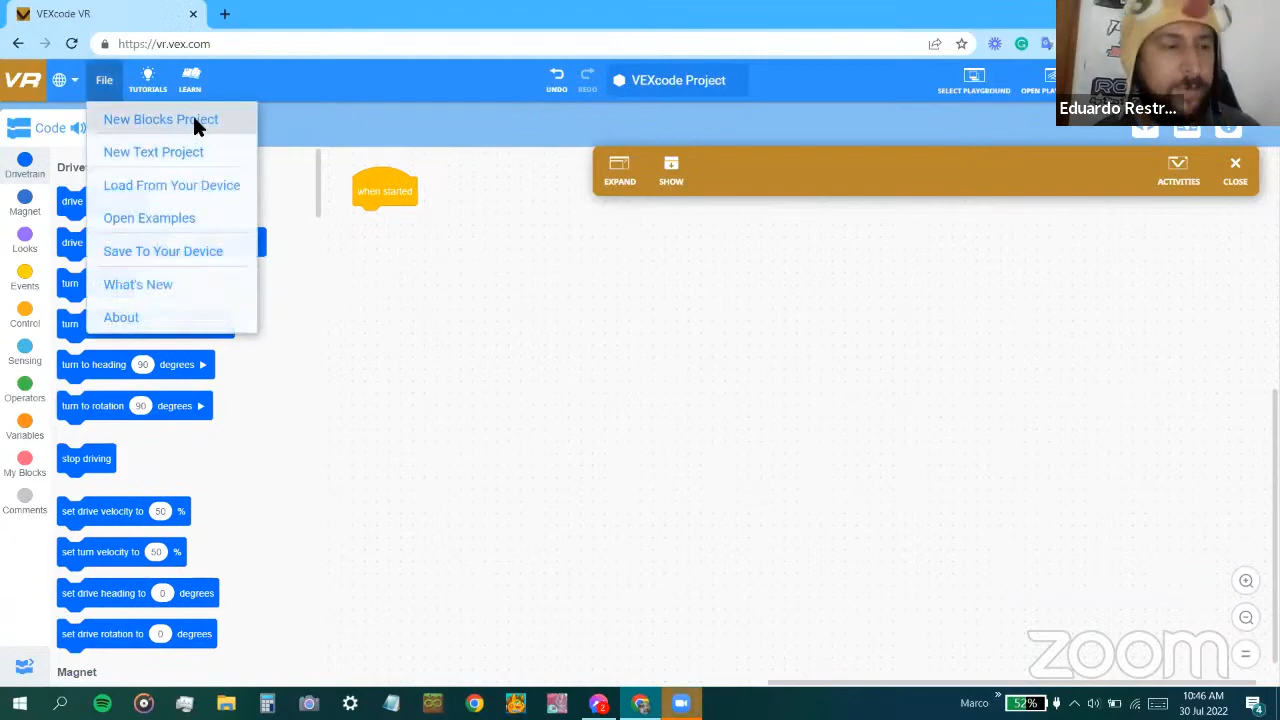 VEXcode VR
https://vr.vex.com
VR
File
TUTORIALS
LEARN
UNDO
REDO
VEXcode Project
SELECT PLAYGROUND
OPEN PL
Eduardo Restr...
New Blocks Project
New Text Project
Load From Your Device
Open Examples
Save To Your Device
What's New
About
Code
Drivetrain
Magnet
Looks
Events
Control
Sensing
Operators
Variables
My Blocks
Comments
drive
drive
turn
turn
turn to heading 90 degrees
turn to rotation 90 degrees
stop driving
set drive velocity to 50 %
set turn velocity to 50 %
set drive heading to 0 degrees
set drive rotation to 0 degrees
Magnet
when started
EXPAND
SHOW
ACTIVITIES
CLOSE
zoom
Marco
52%
10:46 AM
30 Jul 2022
4
2